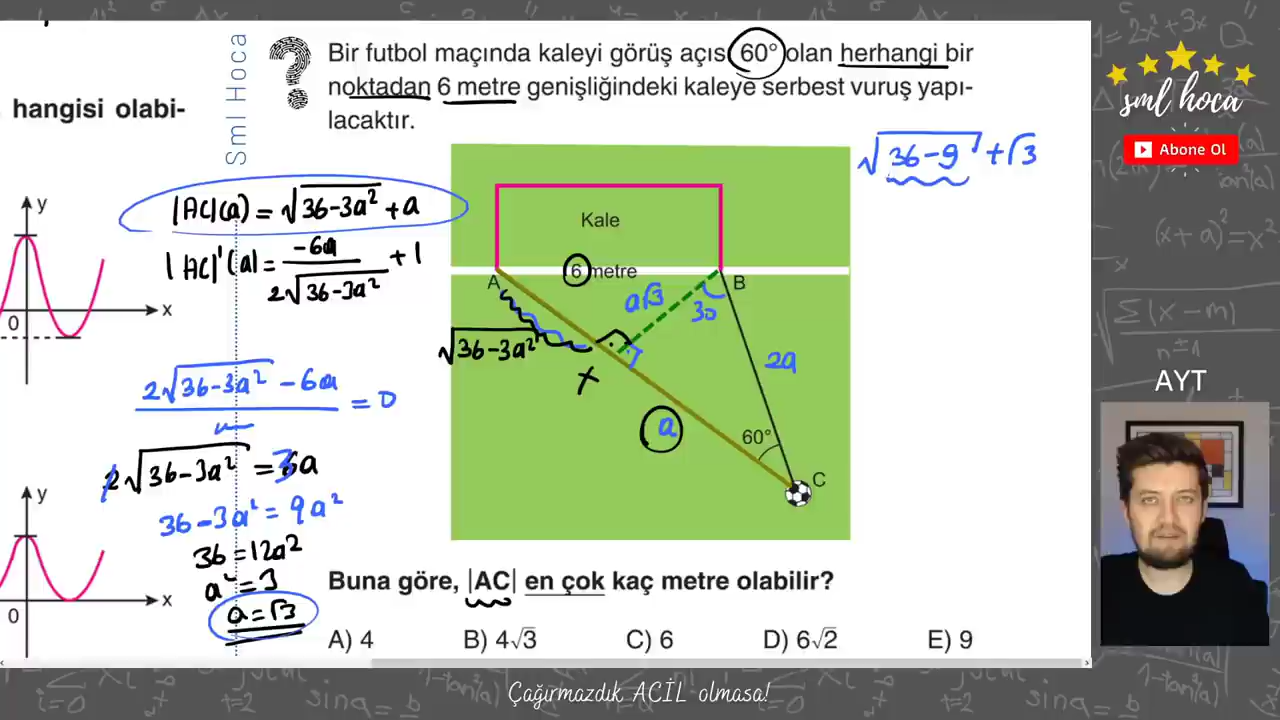 Sml Hoca
hangisi olabi-
Bir futbol maçında kaleyi görüş açısı 60° olan herhangi bir
noktadan 6 metre genişliğindeki kaleye serbest vuruş yapı-
lacaktır.
√36-9 + √3
|AC|(a) = √36-3a² + a
|AC|'(a) = -6a / 2√36-3a² + 1
2√36-3a² - 6a = 0
2√36-3a² = 3a
36-3a² = 9a²
36 = 12a²
a² = 3
a = √3
y
x
0
y
x
0
Kale
6 metre
A
B
a√3
30
√36-3a²
2a
a
60°
C
Buna göre, |AC| en çok kaç metre olabilir?
A) 4 B) 4√3 C) 6 D) 6√2 E) 9
sml hoca
Abone Ol
AYT
Çağırmazdık ACİL olmasa!